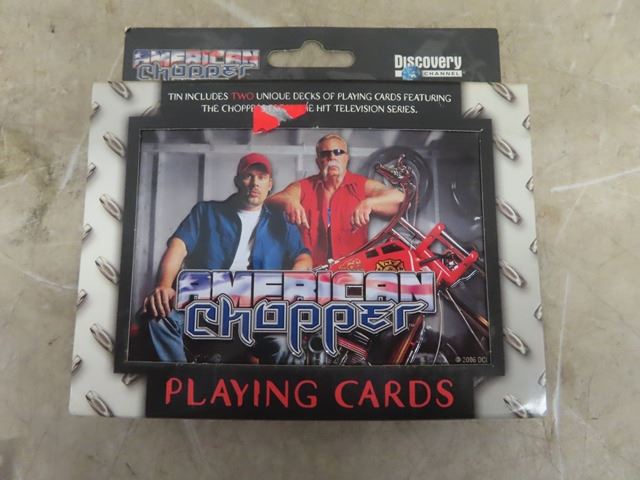 AMERICAN
Chopper
Discovery
CHANNEL
TIN INCLUDES TWO UNIQUE DECKS OF PLAYING CARDS FEATURING
THE HIT TELEVISION SERIES.
AMERICAN
Chopper
© 2006 DCI
PLAYING CARDS